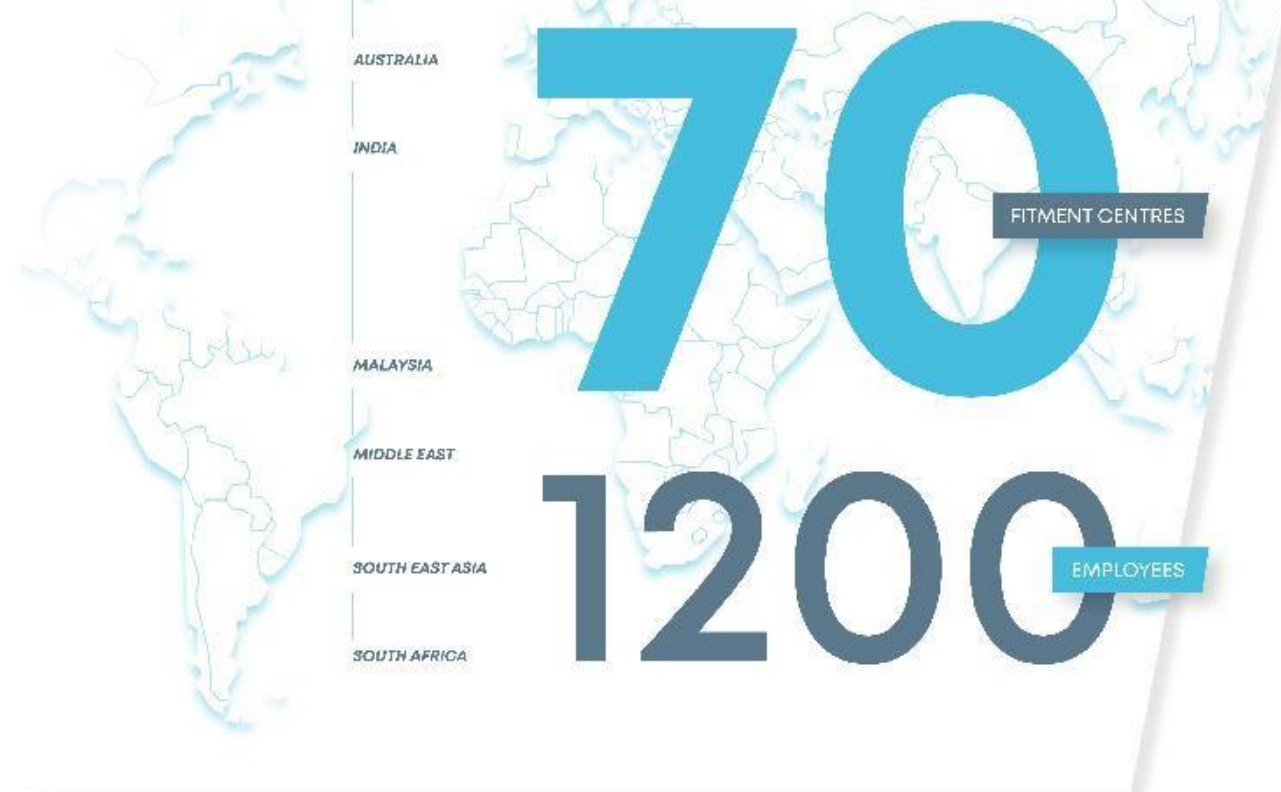 AUSTRALIA
INDIA
MALAYSIA
MIDDLE EAST
SOUTH EAST ASIA
SOUTH AFRICA
70
FITMENT CENTRES
1200
EMPLOYEES